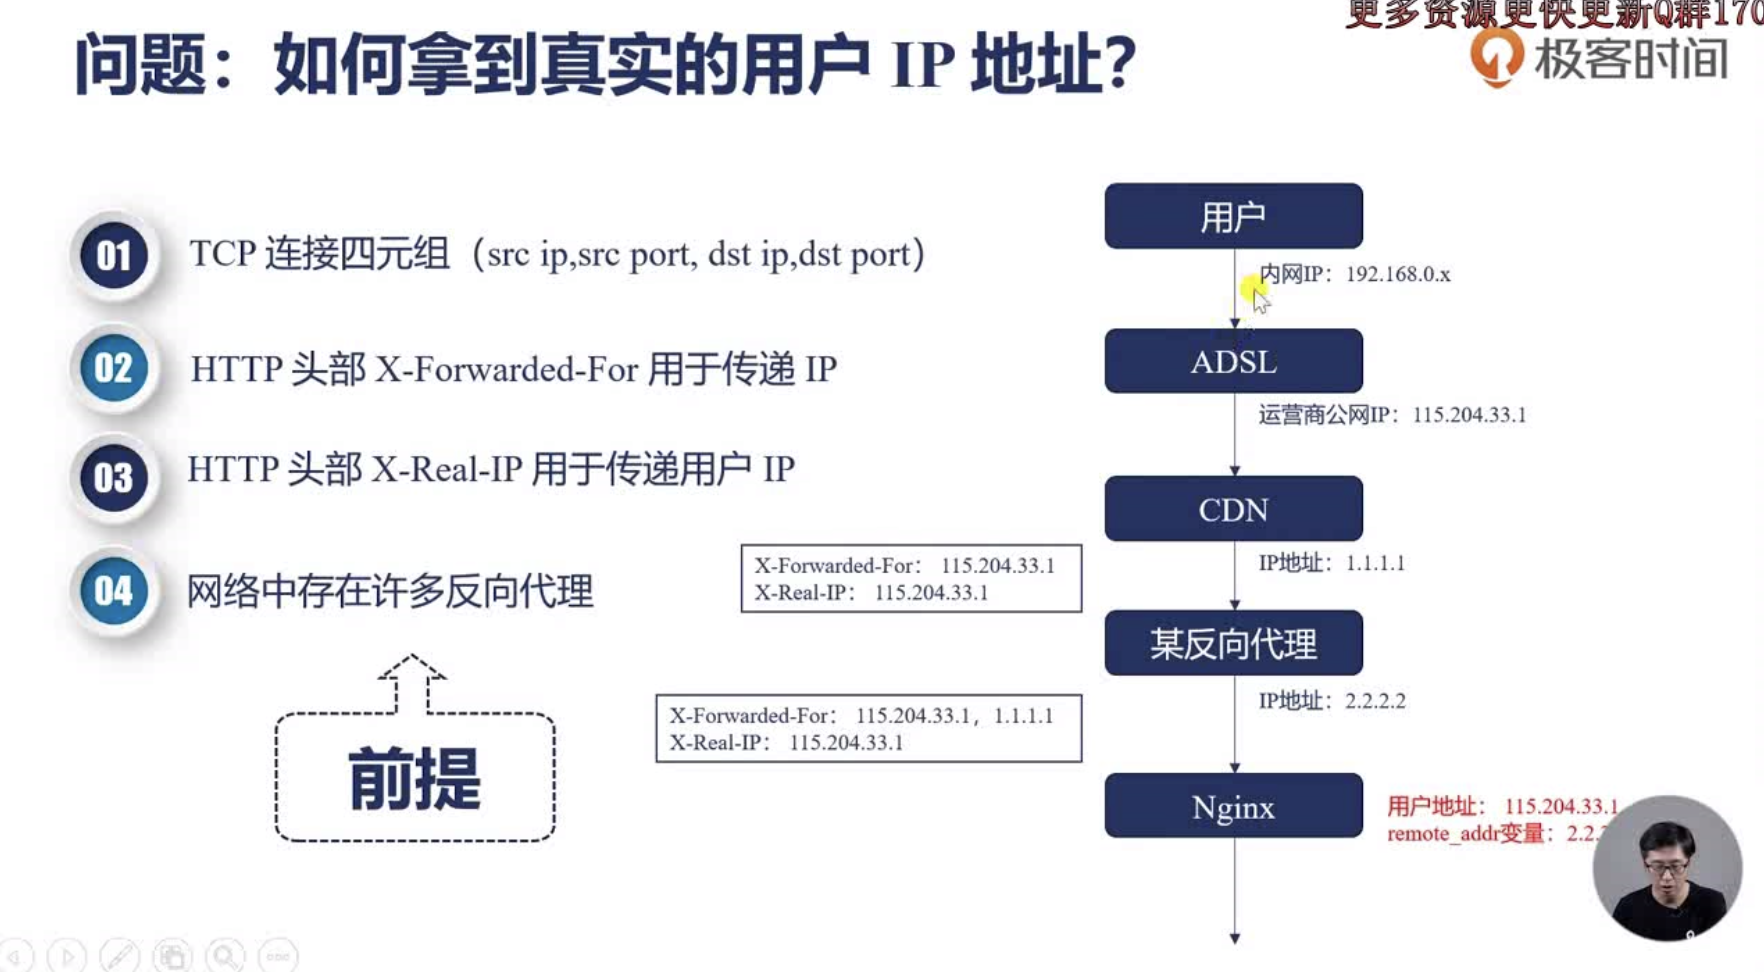 更多资源更快更新Q群170
问题：如何拿到真实的用户 IP 地址？
极客时间
01
TCP 连接四元组（src ip,src port, dst ip,dst port）
02
HTTP 头部 X-Forwarded-For 用于传递 IP
03
HTTP 头部 X-Real-IP 用于传递用户 IP
04
网络中存在许多反向代理
前提
用户
内网IP：192.168.0.x
ADSL
运营商公网IP：115.204.33.1
CDN
IP地址：1.1.1.1
X-Forwarded-For： 115.204.33.1
X-Real-IP： 115.204.33.1
某反向代理
IP地址：2.2.2.2
X-Forwarded-For： 115.204.33.1，1.1.1.1
X-Real-IP： 115.204.33.1
Nginx
用户地址： 115.204.33.1
remote_addr变量：2.2.